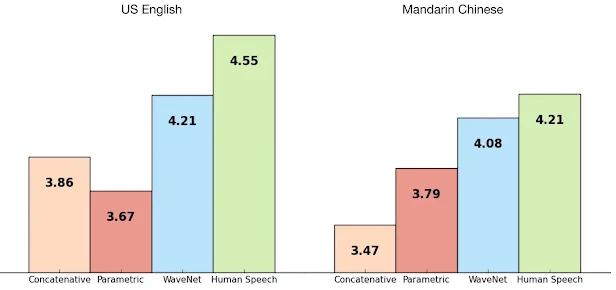 US English
3.86
3.67
4.21
4.55
Concatenative Parametric WaveNet Human Speech
Mandarin Chinese
3.47
3.79
4.08
4.21
Concatenative Parametric WaveNet Human Speech